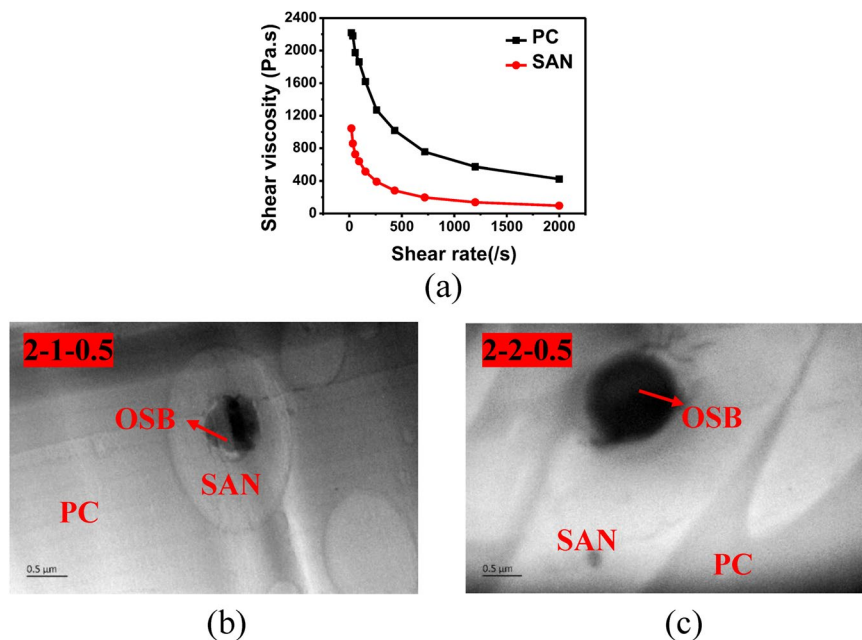 2400
2000
1600
1200
800
400
0
Shear viscosity (Pa.s)
PC
SAN
0 500 1000 1500 2000
Shear rate(/s)
(a)
2-1-0.5
OSB
SAN
PC
0.5 μm
(b)
2-2-0.5
OSB
SAN
PC
0.5 μm
(c)